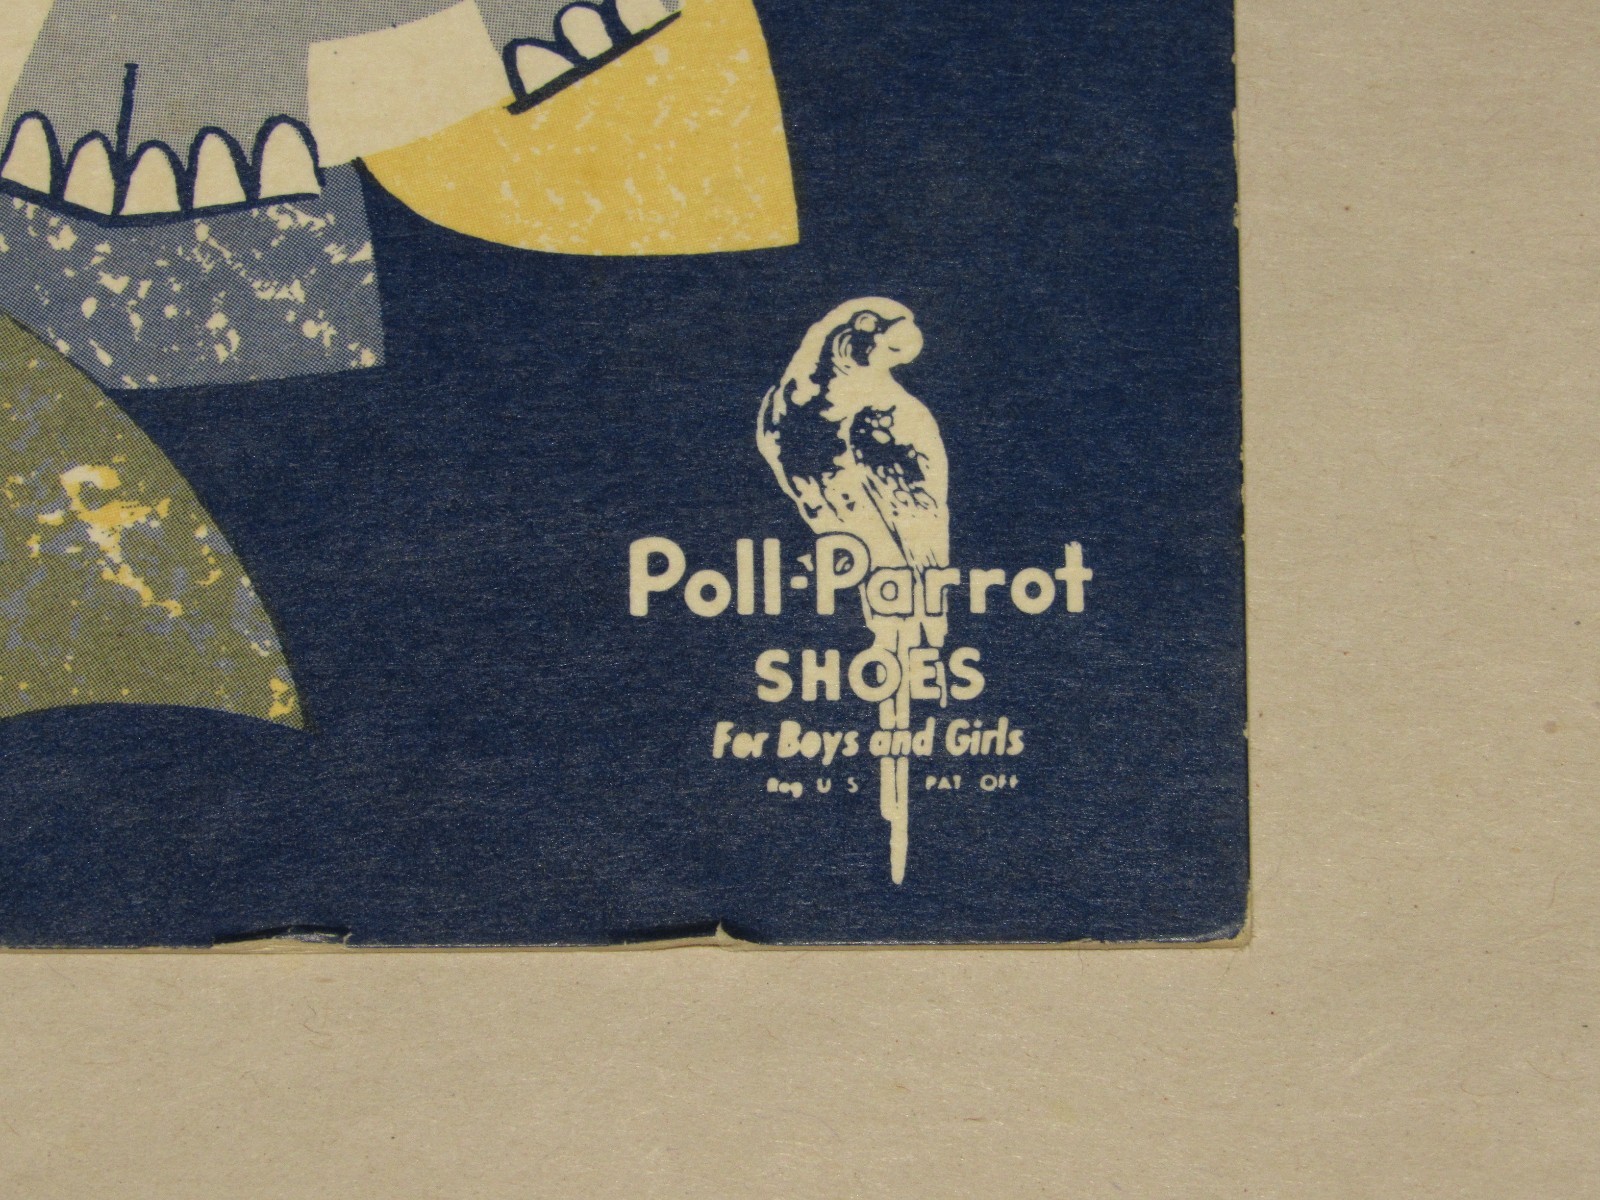 Poll-Parrot
SHOES
For Boys and Girls
Reg U S PAT OFF